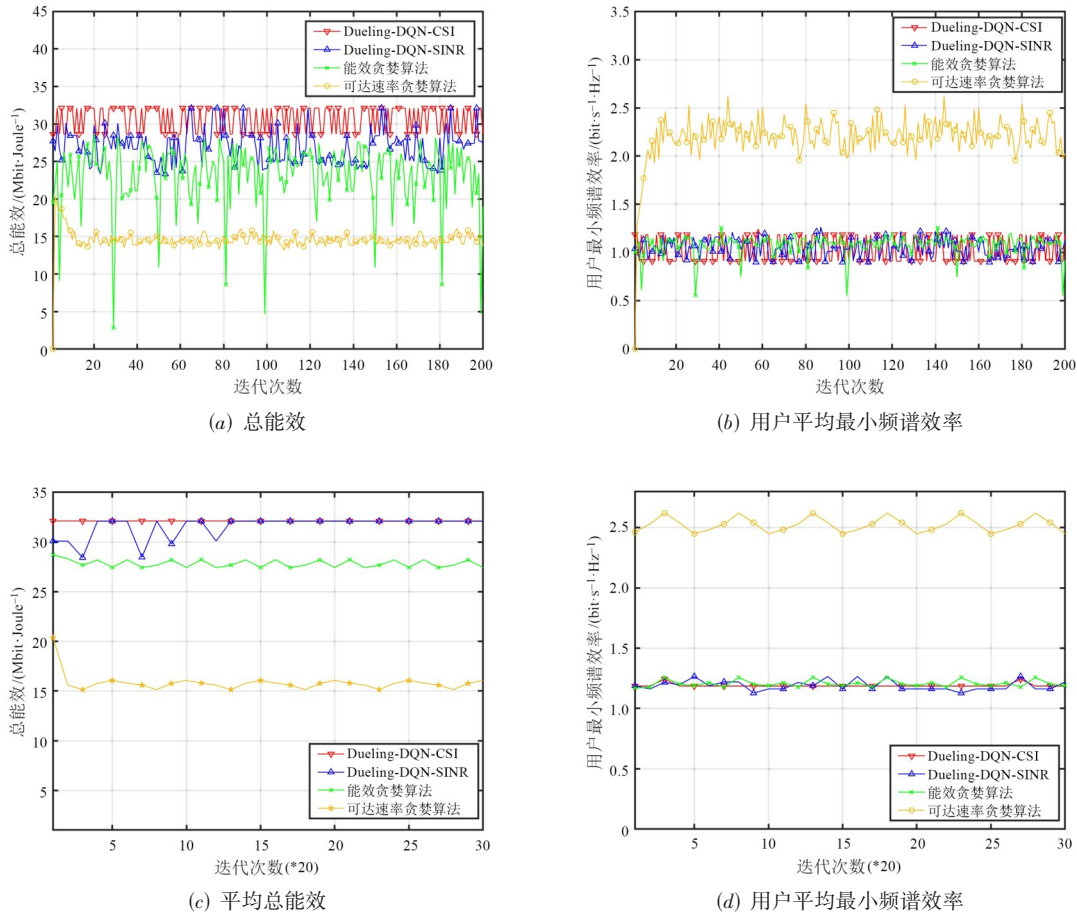 45
40
35
30
25
20
15
10
5
0
总能效/(Mbit·Joule⁻¹)
Dueling-DQN-CSI
Dueling-DQN-SINR
能效贪婪算法
可达速率贪婪算法
20 40 60 80 100 120 140 160 180 200
迭代次数
(a) 总能效
3.5
3.0
2.5
2.0
1.5
1.0
0.5
0
用户最小频谱效率/(bit·s⁻¹·Hz⁻¹)
Dueling-DQN-CSI
Dueling-DQN-SINR
能效贪婪算法
可达速率贪婪算法
20 40 60 80 100 120 140 160 180 200
迭代次数
(b) 用户平均最小频谱效率
35
30
25
20
15
10
5
总能效/(Mbit·Joule⁻¹)
Dueling-DQN-CSI
Dueling-DQN-SINR
能效贪婪算法
可达速率贪婪算法
5 10 15 20 25 30
迭代次数(*20)
(c) 平均总能效
2.5
2.0
1.5
1.0
0.5
0
用户最小频谱效率/(bit·s⁻¹·Hz⁻¹)
Dueling-DQN-CSI
Dueling-DQN-SINR
能效贪婪算法
可达速率贪婪算法
5 10 15 20 25 30
迭代次数(*20)
(d) 用户平均最小频谱效率